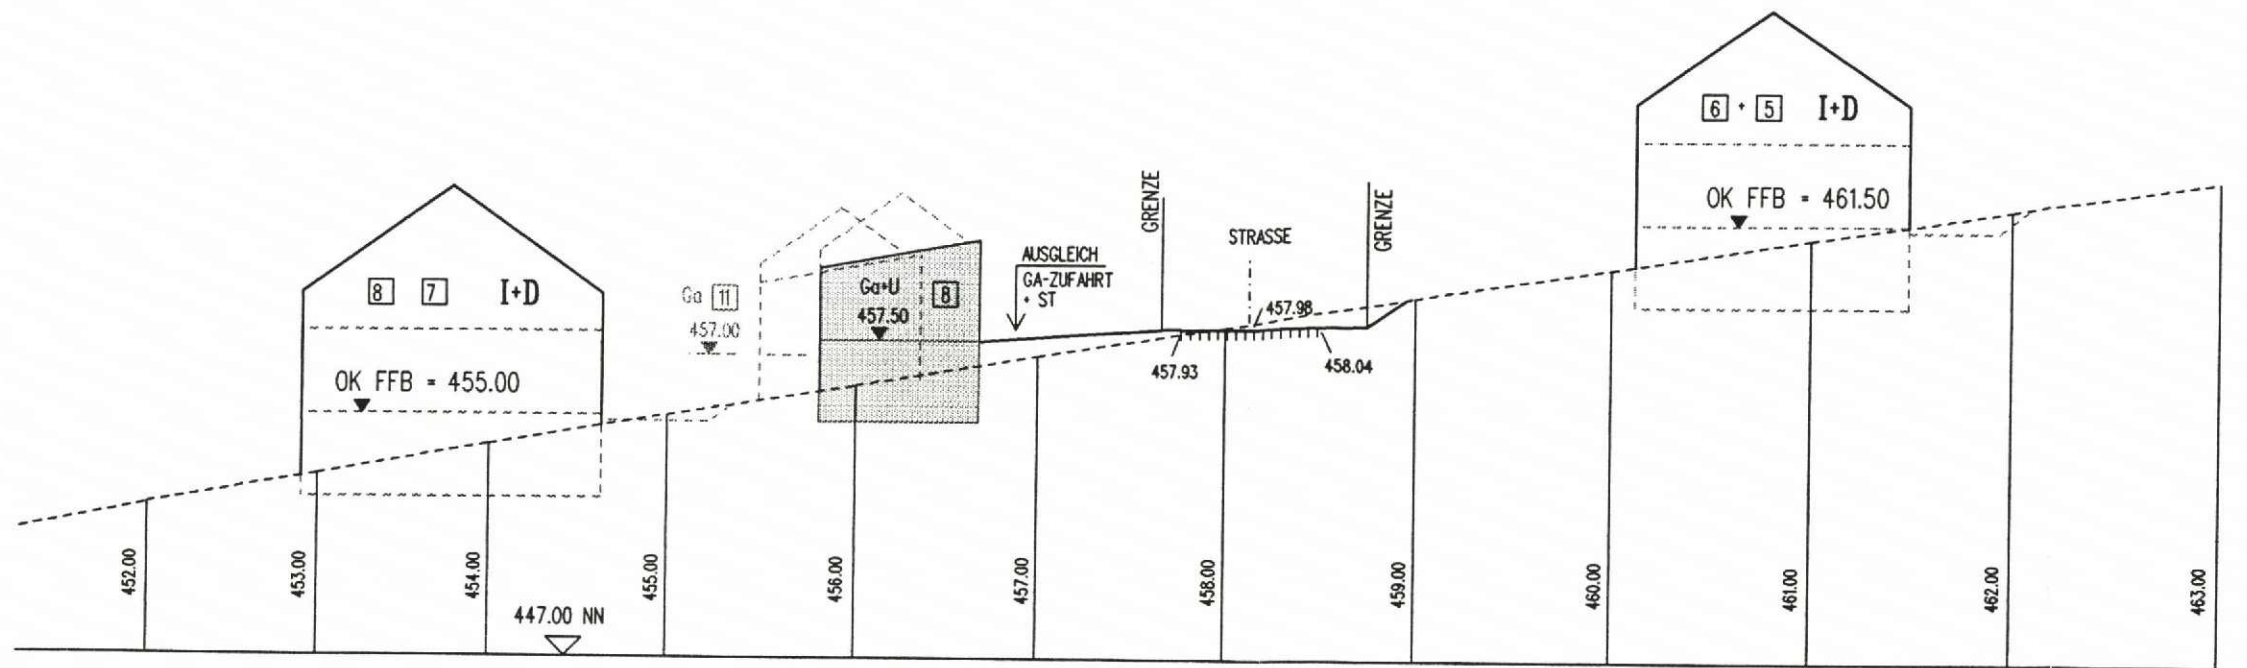 6 + 5 I+D
OK FFB = 461.50
GRENZE
GRENZE
STRASSE
AUSGLEICH
GA-ZUFAHRT
+ ST
8 7 I+D
Ga 11
457.00
Ga+U 8
457.50
457.98
457.93
458.04
OK FFB = 455.00
452.00
453.00
454.00
455.00
456.00
457.00
458.00
459.00
460.00
461.00
462.00
463.00
447.00 NN